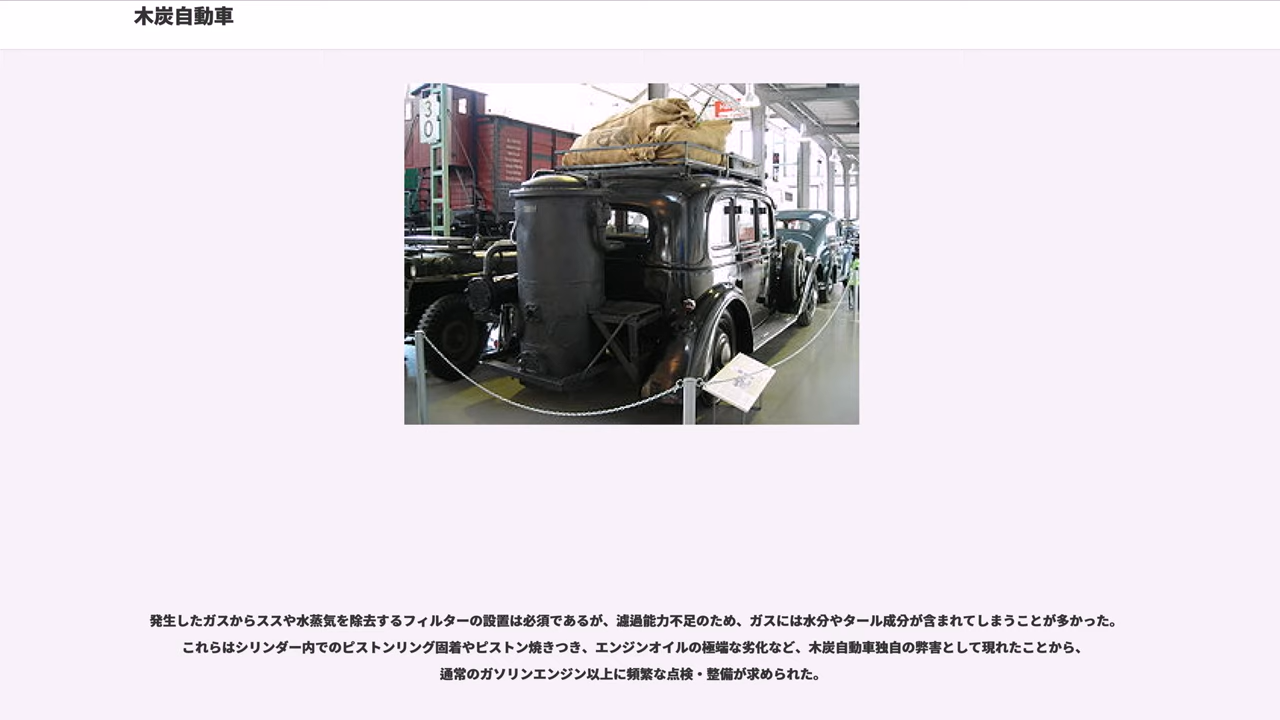 木炭自動車
3
0
発生したガスからススや水蒸気を除去するフィルターの設置は必須であるが、濾過能力不足のため、ガスには水分やタール成分が含まれてしまうことが多かった。
これらはシリンダー内でのピストンリング固着やピストン焼きつき、エンジンオイルの極端な劣化など、木炭自動車独自の弊害として現れたことから、
通常のガソリンエンジン以上に頻繁な点検・整備が求められた。